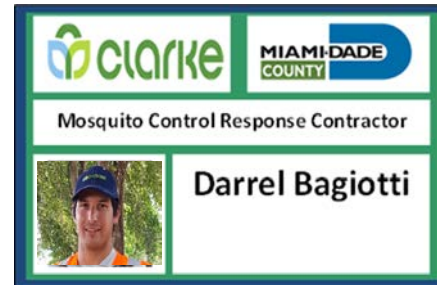 Clarke
MIAMI-DADE
COUNTY
Mosquito Control Response Contractor
Darrel Bagiotti